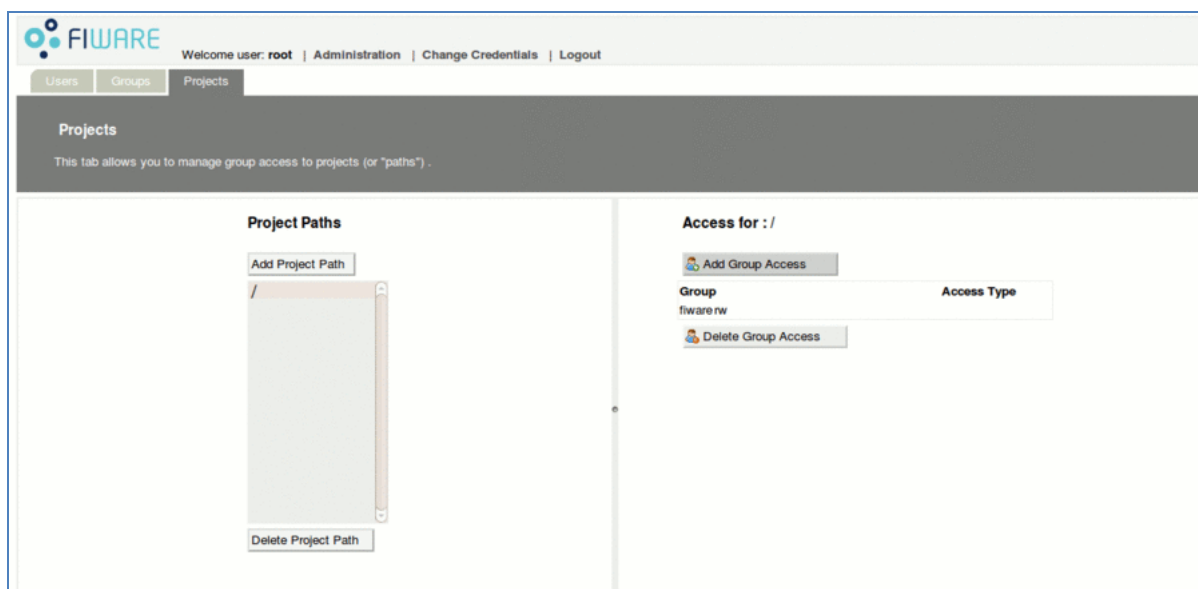 FIWARE
Welcome user: root | Administration | Change Credentials | Logout
Users Groups Projects
Projects
This tab allows you to manage group access to projects (or "paths") .
Project Paths
Add Project Path
/
Delete Project Path
Access for : /
Add Group Access
Group Access Type
fiware rw
Delete Group Access